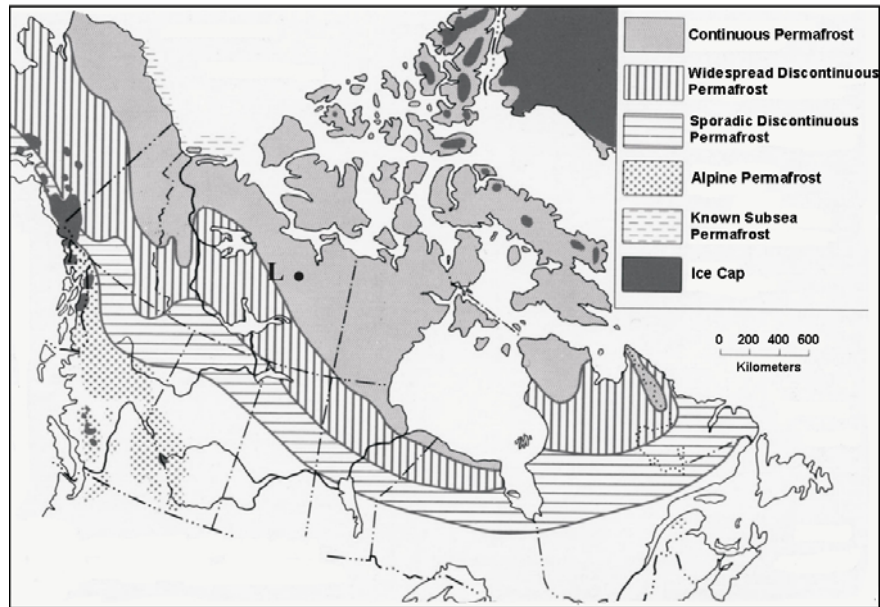 Continuous Permafrost
Widespread Discontinuous
Permafrost
Sporadic Discontinuous
Permafrost
Alpine Permafrost
Known Subsea
Permafrost
Ice Cap
L
0 200 400 600
Kilometers